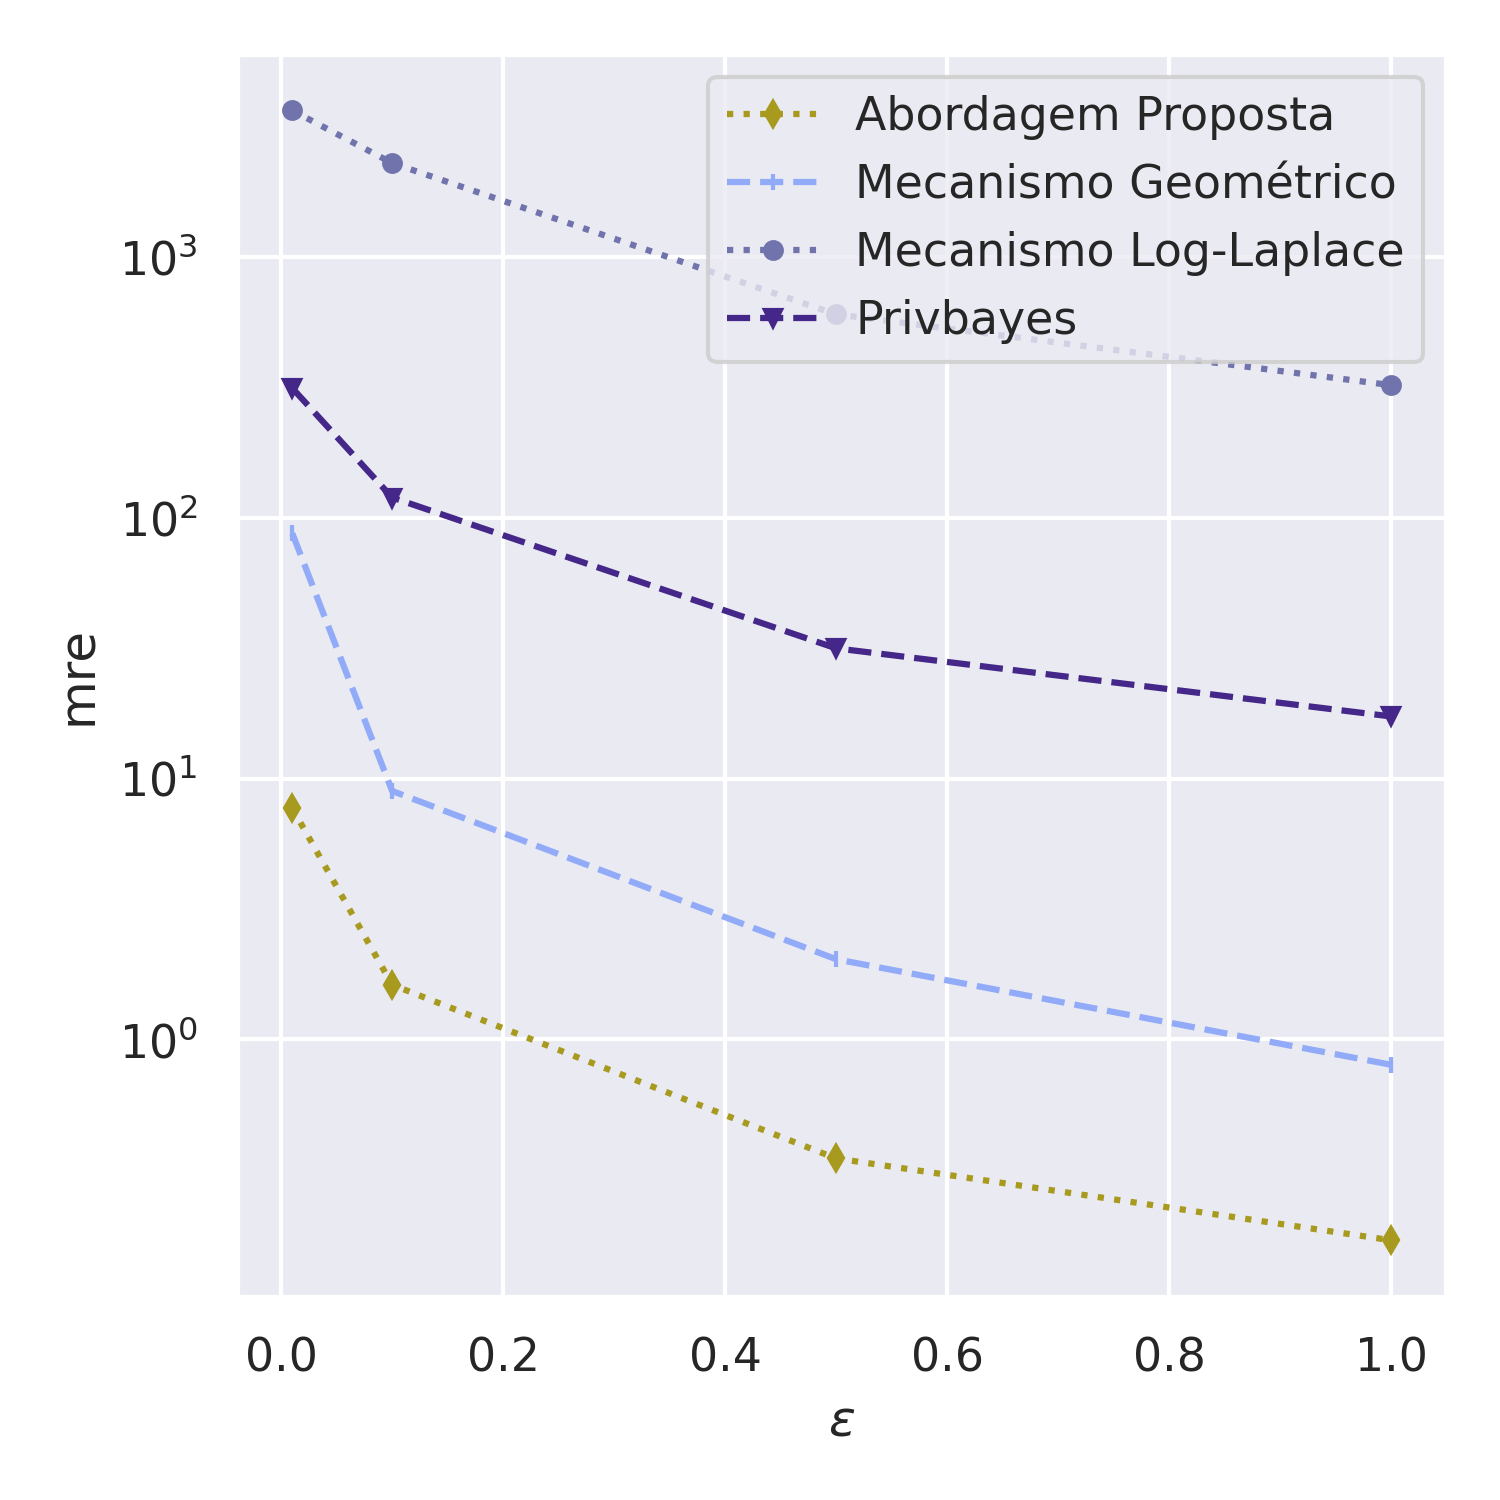 Abordagem Proposta
Mecanismo Geométrico
Mecanismo Log-Laplace
Privbayes
10³
10²
10¹
10⁰
mre
0.0 0.2 0.4 0.6 0.8 1.0
ε